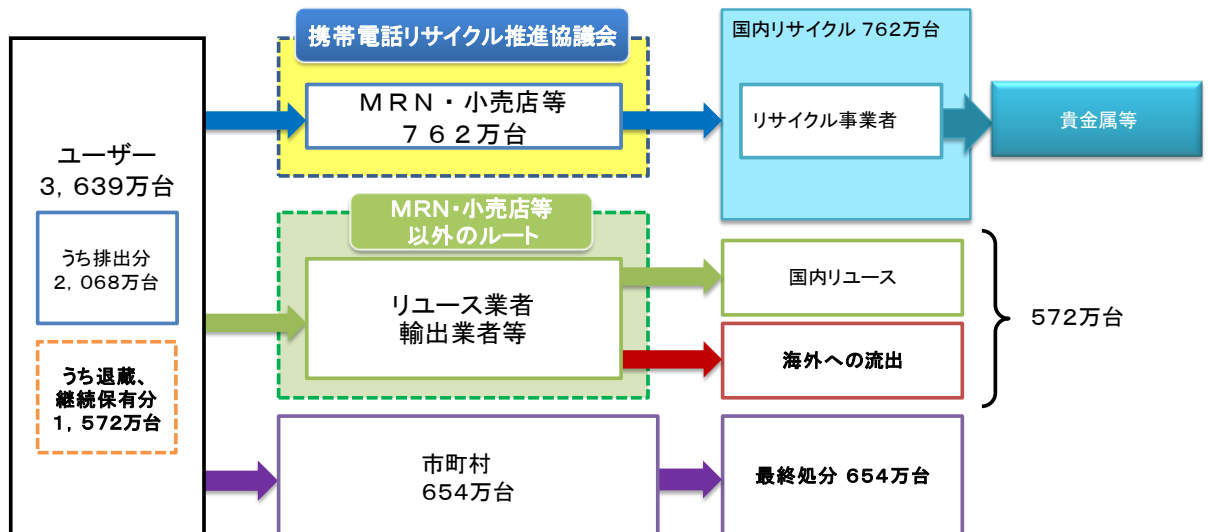 ユーザー
3, 639万台
うち排出分
2, 068万台
うち退蔵、
継続保有分
1, 572万台
携帯電話リサイクル推進協議会
ＭＲＮ・小売店等
７６２万台
国内リサイクル 762万台
リサイクル事業者
貴金属等
MRN・小売店等
以外のルート
リユース業者
輸出業者等
国内リユース
海外への流出
572万台
市町村
654万台
最終処分 654万台